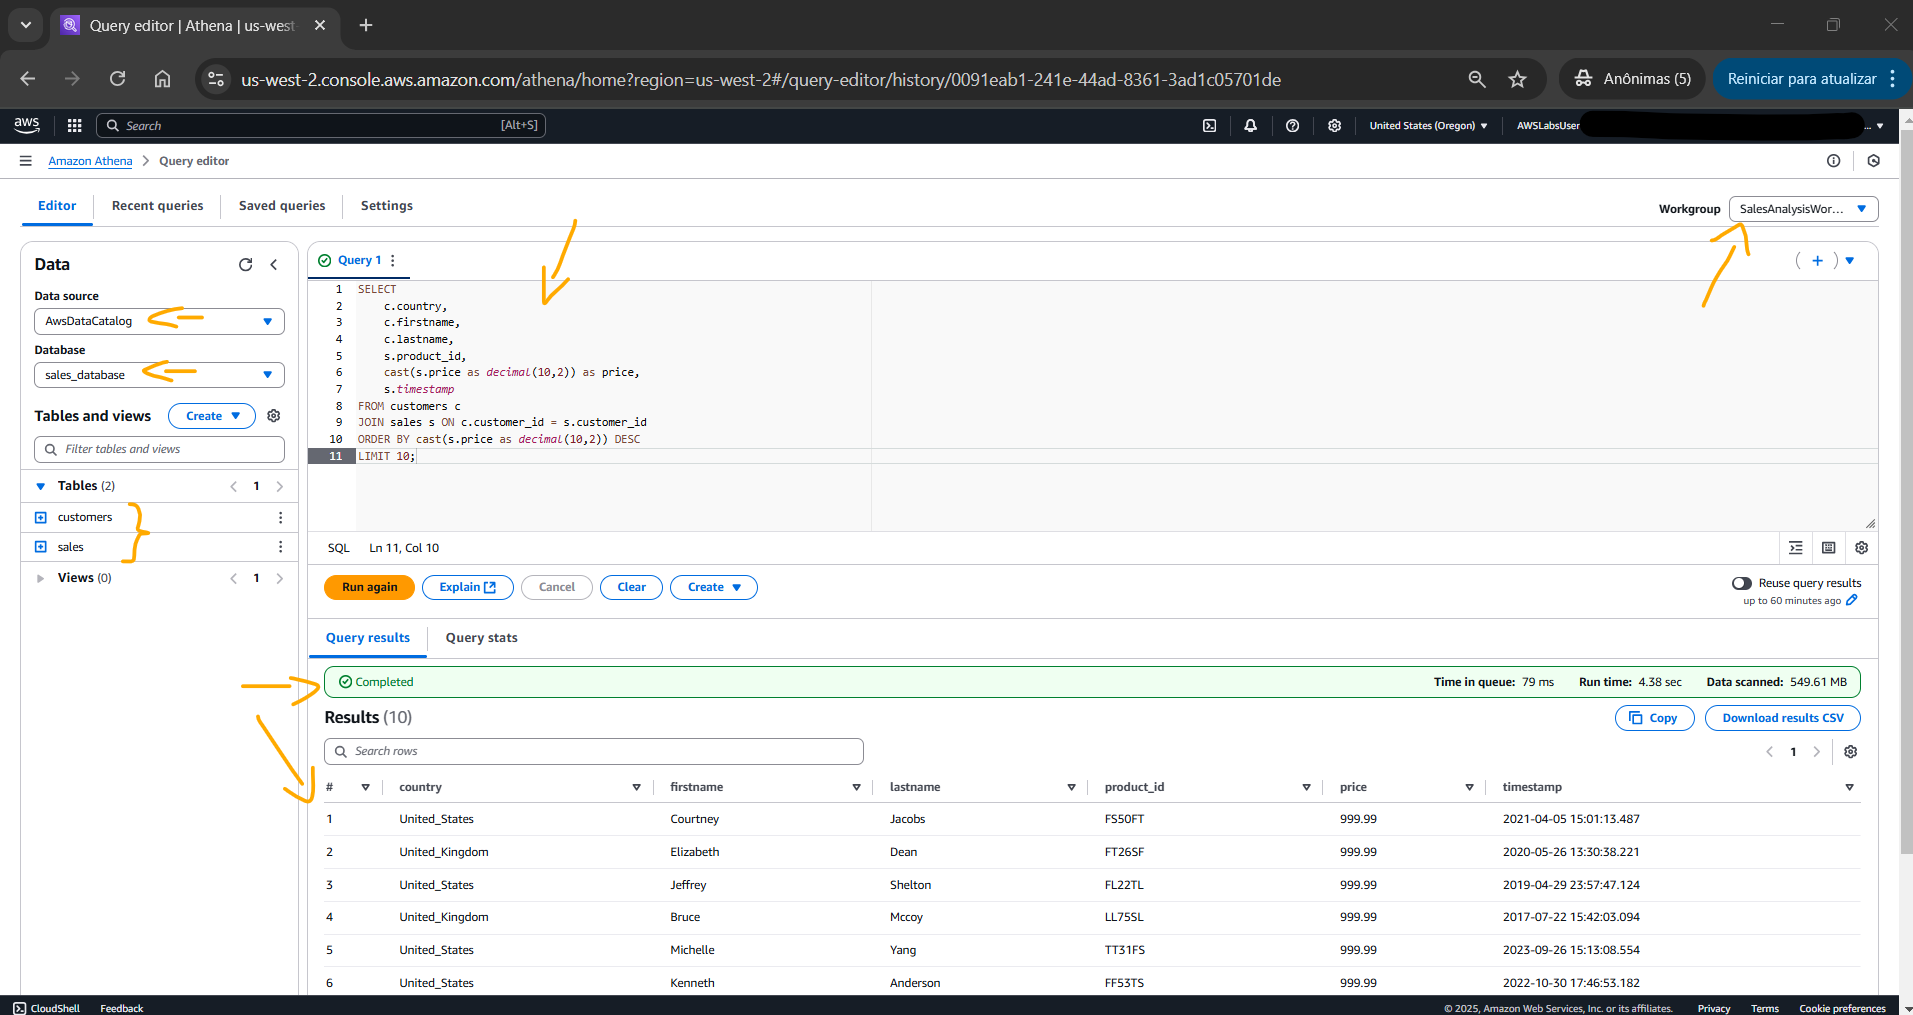 Query editor | Athena | us-west-
us-west-2.console.aws.amazon.com/athena/home?region=us-west-2#/query-editor/history/0091eab1-241e-44ad-8361-3ad1c05701de
Anônimas (5)
Reiniciar para atualizar
aws
Search
[Alt+S]
United States (Oregon)
AWSLabsUser
...
Amazon Athena
Query editor
Editor
Recent queries
Saved queries
Settings
Workgroup
SalesAnalysisWor...
Data
Data source
AwsDataCatalog
Database
sales_database
Tables and views
Create
Filter tables and views
Tables (2)
1
customers
sales
Views (0)
1
Query 1
1 SELECT
2 c.country,
3 c.firstname,
4 c.lastname,
5 s.product_id,
6 cast(s.price as decimal(10,2)) as price,
7 s.timestamp
8 FROM customers c
9 JOIN sales s ON c.customer_id = s.customer_id
10 ORDER BY cast(s.price as decimal(10,2)) DESC
11 LIMIT 10;
SQL Ln 11, Col 10
Run again
Explain
Cancel
Clear
Create
Reuse query results
up to 60 minutes ago
Query results
Query stats
Completed
Time in queue: 79 ms Run time: 4.38 sec Data scanned: 549.61 MB
Results (10)
Copy
Download results CSV
Search rows
1
# country firstname lastname product_id price timestamp
1 United_States Courtney Jacobs FS50FT 999.99 2021-04-05 15:01:13.487
2 United_Kingdom Elizabeth Dean FT26SF 999.99 2020-05-26 13:30:38.221
3 United_States Jeffrey Shelton FL22TL 999.99 2019-04-29 23:57:47.124
4 United_Kingdom Bruce Mccoy LL75SL 999.99 2017-07-22 15:42:03.094
5 United_States Michelle Yang TT31FS 999.99 2023-09-26 15:13:08.554
6 United_States Kenneth Anderson FF53TS 999.99 2022-10-30 17:46:53.182
CloudShell Feedback
© 2025, Amazon Web Services, Inc. or its affiliates. Privacy Terms Cookie preferences